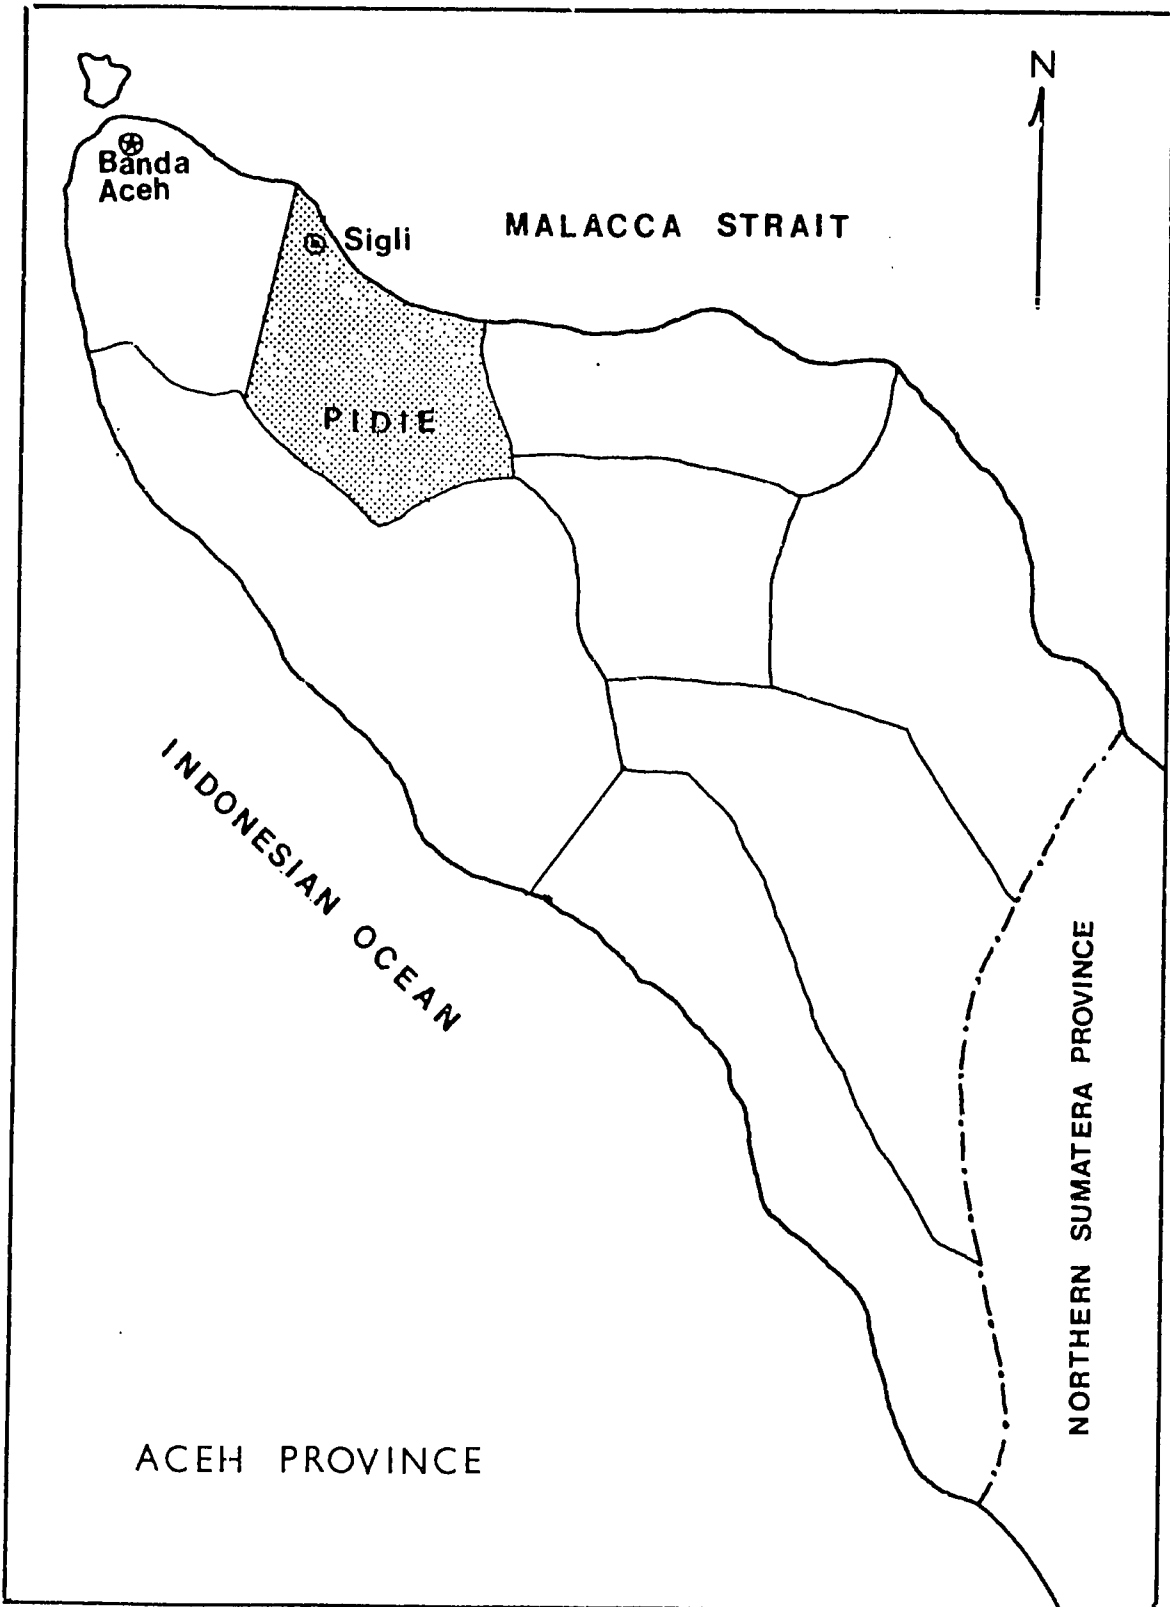 N
Banda
Aceh
Sigli
MALACCA STRAIT
PIDIE
INDONESIAN OCEAN
NORTHERN SUMATERA PROVINCE
ACEH PROVINCE